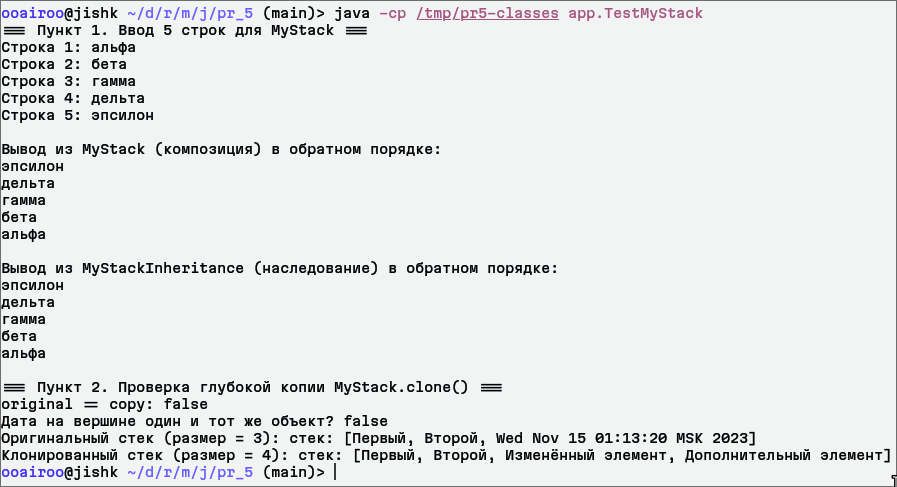 ooairoo@jishk ~/d/r/m/j/pr_5 (main)> java -cp /tmp/pr5-classes app.TestMyStack
=== Пункт 1. Ввод 5 строк для MyStack ===
Строка 1: альфа
Строка 2: бета
Строка 3: гамма
Строка 4: дельта
Строка 5: эпсилон
Вывод из MyStack (композиция) в обратном порядке:
эпсилон
дельта
гамма
бета
альфа
Вывод из MyStackInheritance (наследование) в обратном порядке:
эпсилон
дельта
гамма
бета
альфа
=== Пункт 2. Проверка глубокой копии MyStack.clone() ===
original == copy: false
Дата на вершине один и тот же объект? false
Оригинальный стек (размер = 3): стек: [Первый, Второй, Wed Nov 15 01:13:20 MSK 2023]
Клонированный стек (размер = 4): стек: [Первый, Второй, Изменённый элемент, Дополнительный элемент]
ooairoo@jishk ~/d/r/m/j/pr_5 (main)>